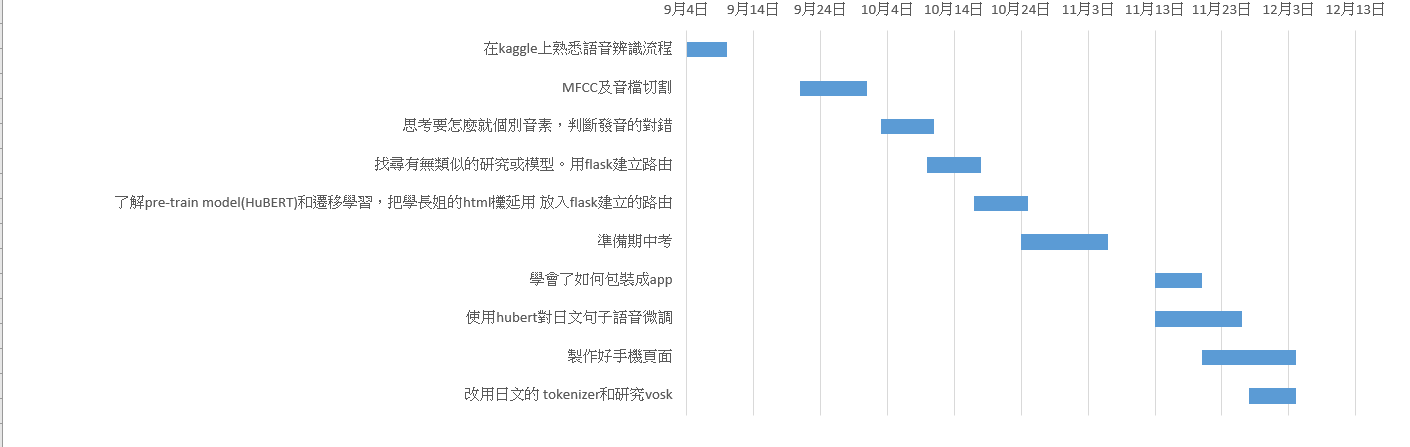 9月4日 9月14日 9月24日 10月4日 10月14日 10月24日 11月3日 11月13日 11月23日 12月3日 12月13日
在kaggle上熟悉語音辨識流程
MFCC及音檔切割
思考要怎麼就個別音素，判斷發音的對錯
找尋有無類似的研究或模型。用flask建立路由
了解pre-train model(HuBERT)和遷移學習，把學長姐的html檔延用 放入flask建立的路由
準備期中考
學會了如何包裝成app
使用hubert對日文句子語音微調
製作好手機頁面
改用日文的 tokenizer和研究vosk